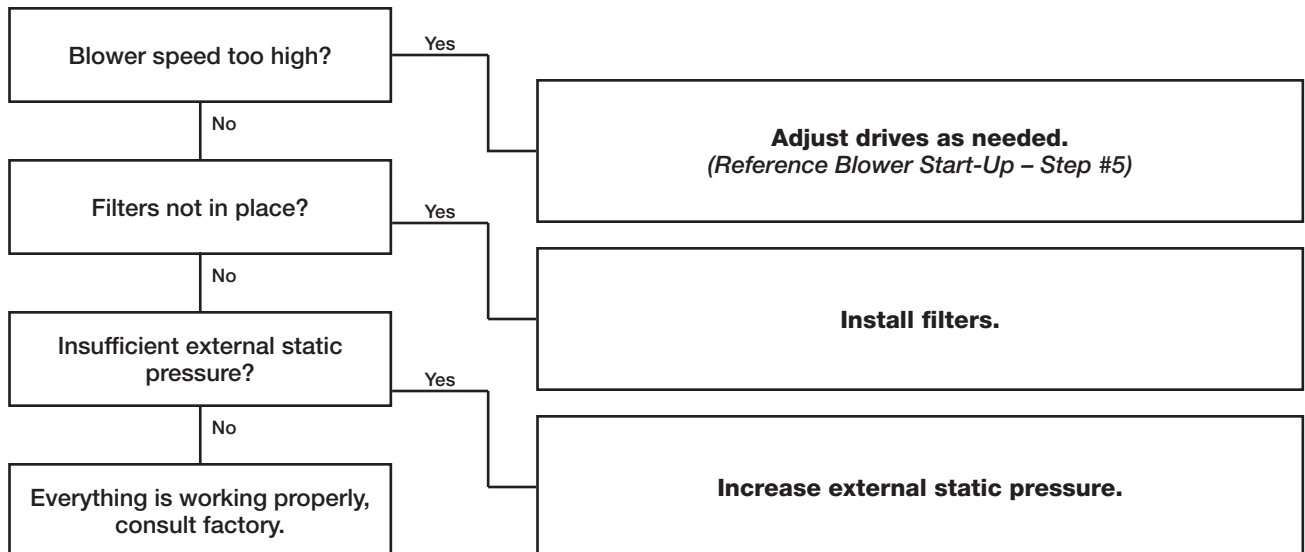 Blower speed too high?
Yes
Adjust drives as needed.
(Reference Blower Start-Up – Step #5)
No
Filters not in place?
Yes
Install filters.
No
Insufficient external static
pressure?
Yes
Increase external static pressure.
No
Everything is working properly,
consult factory.